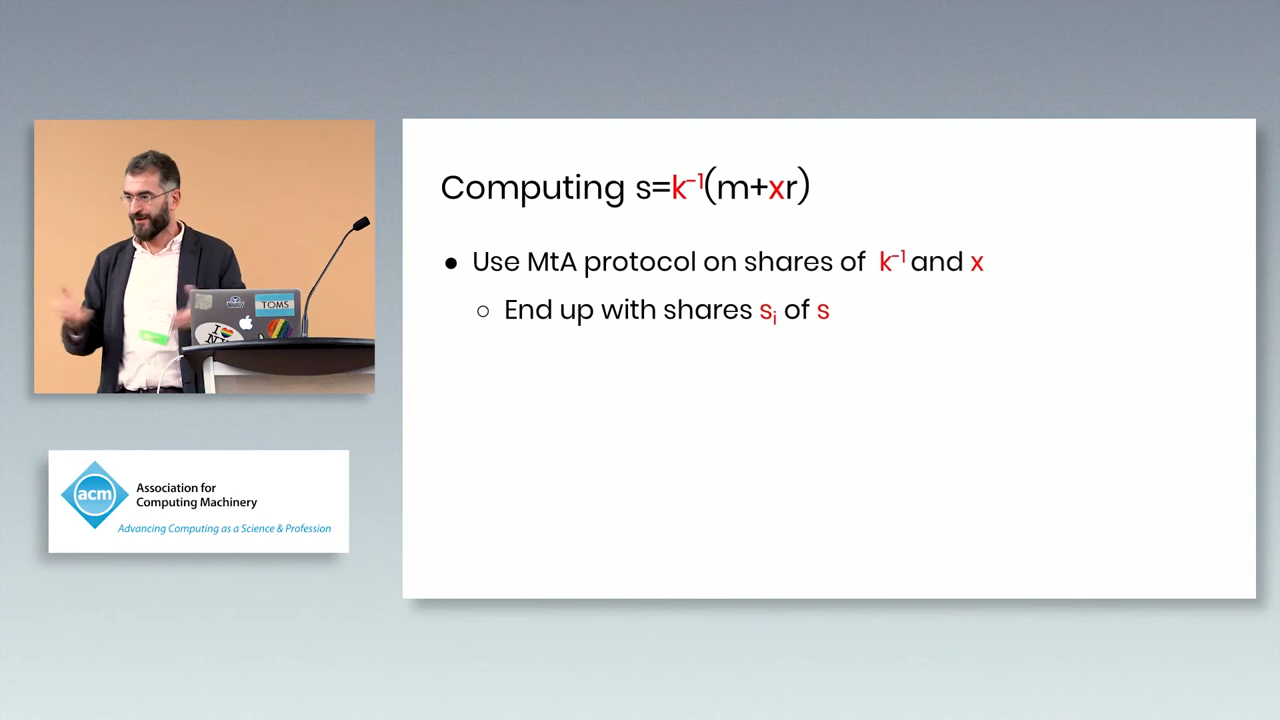 Computing s=k⁻¹(m+xr)
● Use MtA protocol on shares of k⁻¹ and x
○ End up with shares sᵢ of s
TOMS
I
acm
Association for
Computing Machinery
Advancing Computing as a Science & Profession